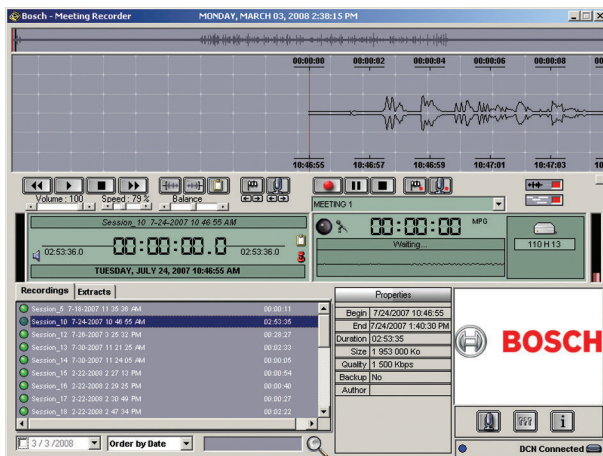 Bosch - Meeting Recorder MONDAY, MARCH 03, 2008 2:38:15 PM
00:00:00 00:00:02 00:00:04 00:00:06 00:00:08 00
10:46:55 10:46:57 10:46:59 10:47:01 10:47:03 10
Volume : 100 Speed : 79 % Balance
MEETING 1
Session_10 7-24-2007 10 46 55 AM
02:53:36.0 00:00:00.0 02:53:36.0
TUESDAY, JULY 24, 2007 10:46:55 AM
00:00:00 MPG
Waiting...
110 H 13
Recordings Extracts
Session_5 7-18-2007 11 35 36 AM 00:00:11
Session_10 7-24-2007 10 46 55 AM 02:53:35
Session_12 7-26-2007 3 25 32 PM 00:28:27
Session_13 7-30-2007 11 21 25 AM 00:02:33
Session_14 7-30-2007 11 24 05 AM 00:00:05
Session_15 2-22-2008 2 27 13 PM 00:00:54
Session_16 2-22-2008 2 29 25 PM 00:00:40
Session_17 2-22-2008 2 30 49 PM 00:00:27
Session_18 2-22-2008 2 47 34 PM 00:02:22
3 / 3 /2008 Order by Date
Properties
Begin 7/24/2007 10:46:55
End 7/24/2007 1:40:30 PM
Duration 02:53:35
Size 1 953 000 Ko
Quality 1 500 Kbps
Backup No
Author
BOSCH
DCN Connected